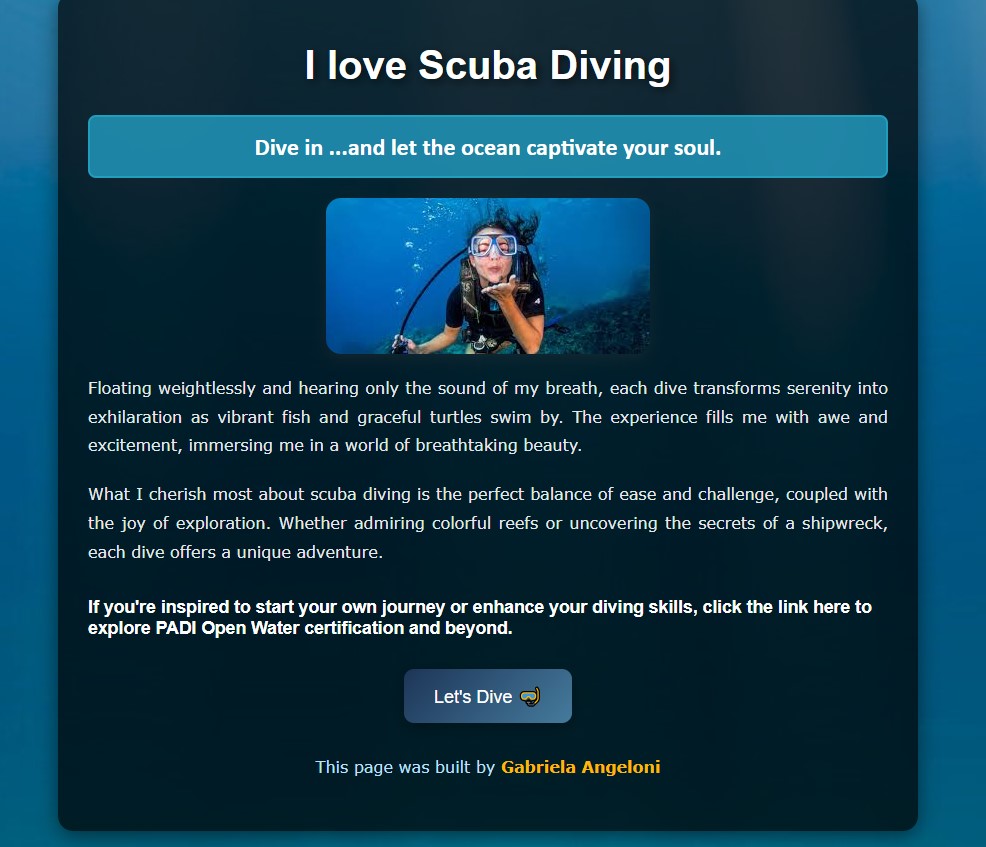 I love Scuba Diving
Dive in ...and let the ocean captivate your soul.
Floating weightlessly and hearing only the sound of my breath, each dive transforms serenity into
exhilaration as vibrant fish and graceful turtles swim by. The experience fills me with awe and
excitement, immersing me in a world of breathtaking beauty.
What I cherish most about scuba diving is the perfect balance of ease and challenge, coupled with
the joy of exploration. Whether admiring colorful reefs or uncovering the secrets of a shipwreck,
each dive offers a unique adventure.
If you're inspired to start your own journey or enhance your diving skills, click the link here to
explore PADI Open Water certification and beyond.
Let's Dive 🤿
This page was built by Gabriela Angeloni